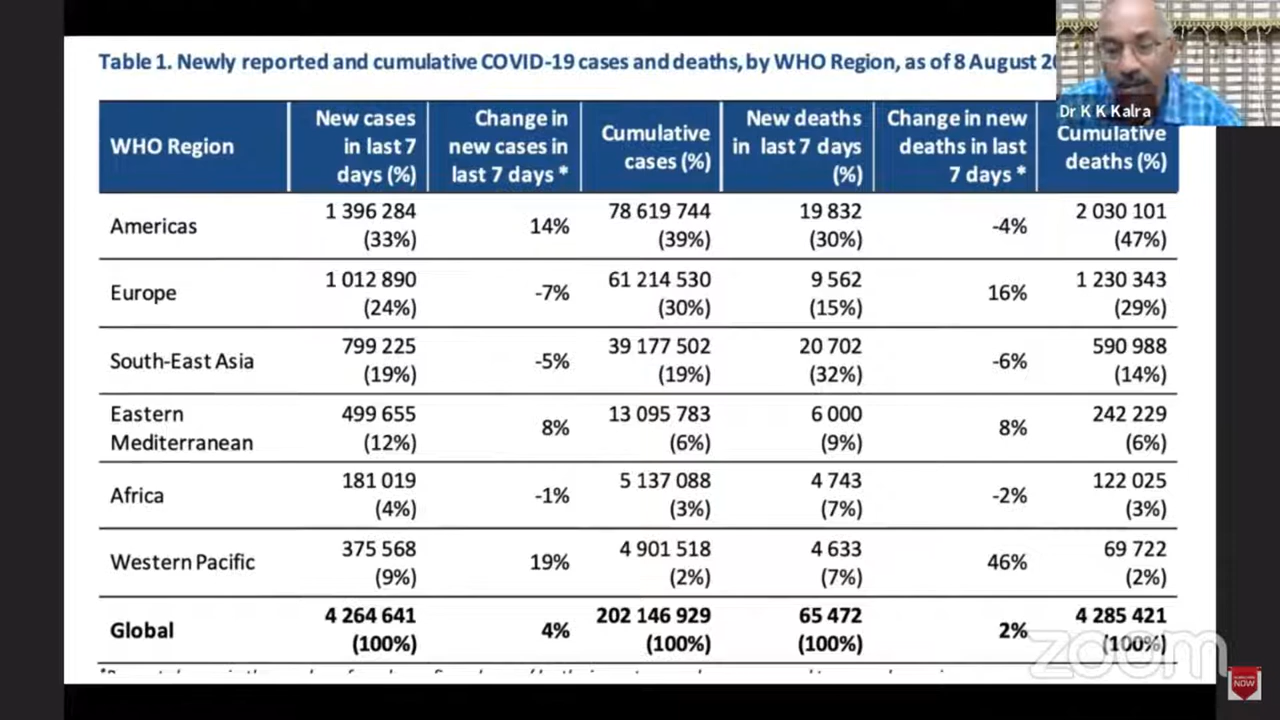 Table 1. Newly reported and cumulative COVID-19 cases and deaths, by WHO Region, as of 8 August
Dr K K Kalra
WHO Region
New cases
in last 7
days (%)
Change in
new cases in
last 7 days *
Cumulative
cases (%)
New deaths
in last 7 days
(%)
Change in new
deaths in last
7 days *
Cumulative
deaths (%)
Americas
1 396 284
(33%)
14%
78 619 744
(39%)
19 832
(30%)
-4%
2 030 101
(47%)
Europe
1 012 890
(24%)
-7%
61 214 530
(30%)
9 562
(15%)
16%
1 230 343
(29%)
South-East Asia
799 225
(19%)
-5%
39 177 502
(19%)
20 702
(32%)
-6%
590 988
(14%)
Eastern
Mediterranean
499 655
(12%)
8%
13 095 783
(6%)
6 000
(9%)
8%
242 229
(6%)
Africa
181 019
(4%)
-1%
5 137 088
(3%)
4 743
(7%)
-2%
122 025
(3%)
Western Pacific
375 568
(9%)
19%
4 901 518
(2%)
4 633
(7%)
46%
69 722
(2%)
Global
4 264 641
(100%)
4%
202 146 929
(100%)
65 472
(100%)
2%
4 285 421
(100%)
zoom
SUBSCRIBE
NOW